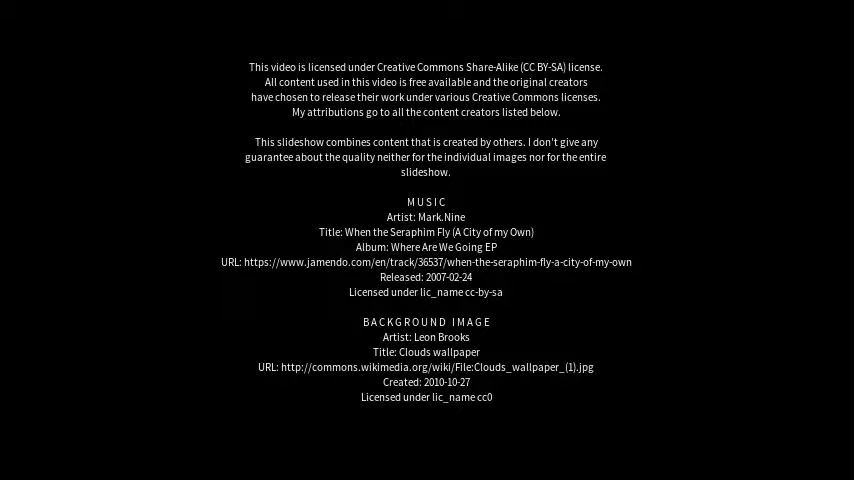 This video is licensed under Creative Commons Share-Alike (CC BY-SA) license.
All content used in this video is free available and the original creators
have chosen to release their work under various Creative Commons licenses.
My attributions go to all the content creators listed below.
This slideshow combines content that is created by others. I don't give any
guarantee about the quality neither for the individual images nor for the entire
slideshow.
M U S I C
Artist: Mark.Nine
Title: When the Seraphim Fly (A City of my Own)
Album: Where Are We Going EP
URL: https://www.jamendo.com/en/track/36537/when-the-seraphim-fly-a-city-of-my-own
Released: 2007-02-24
Licensed under lic_name cc-by-sa
B A C K G R O U N D  I M A G E
Artist: Leon Brooks
Title: Clouds wallpaper
URL: http://commons.wikimedia.org/wiki/File:Clouds_wallpaper_(1).jpg
Created: 2010-10-27
Licensed under lic_name cc0